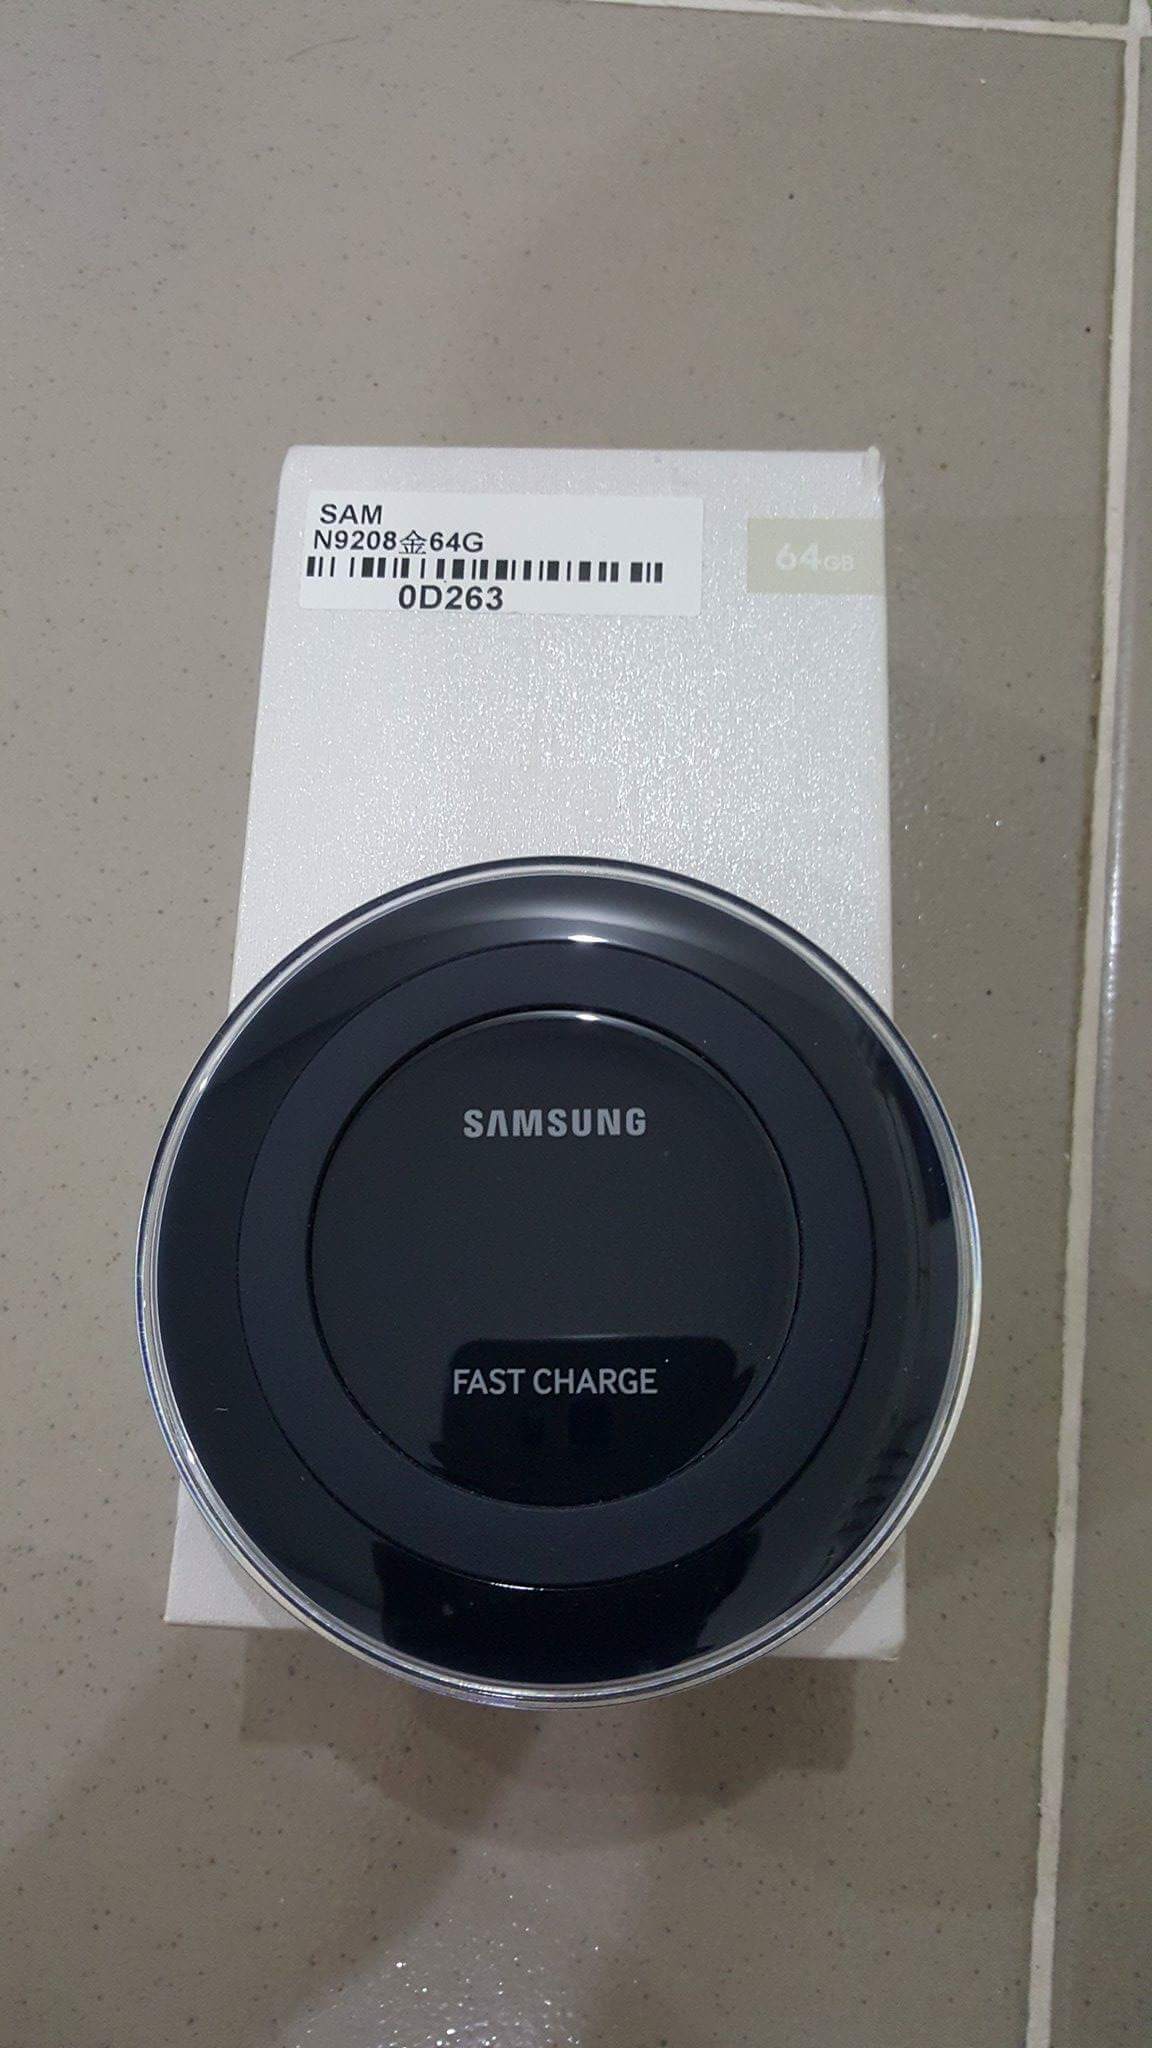 SAM
N9208金64G
0D263
64GB
SAMSUNG
FAST CHARGE